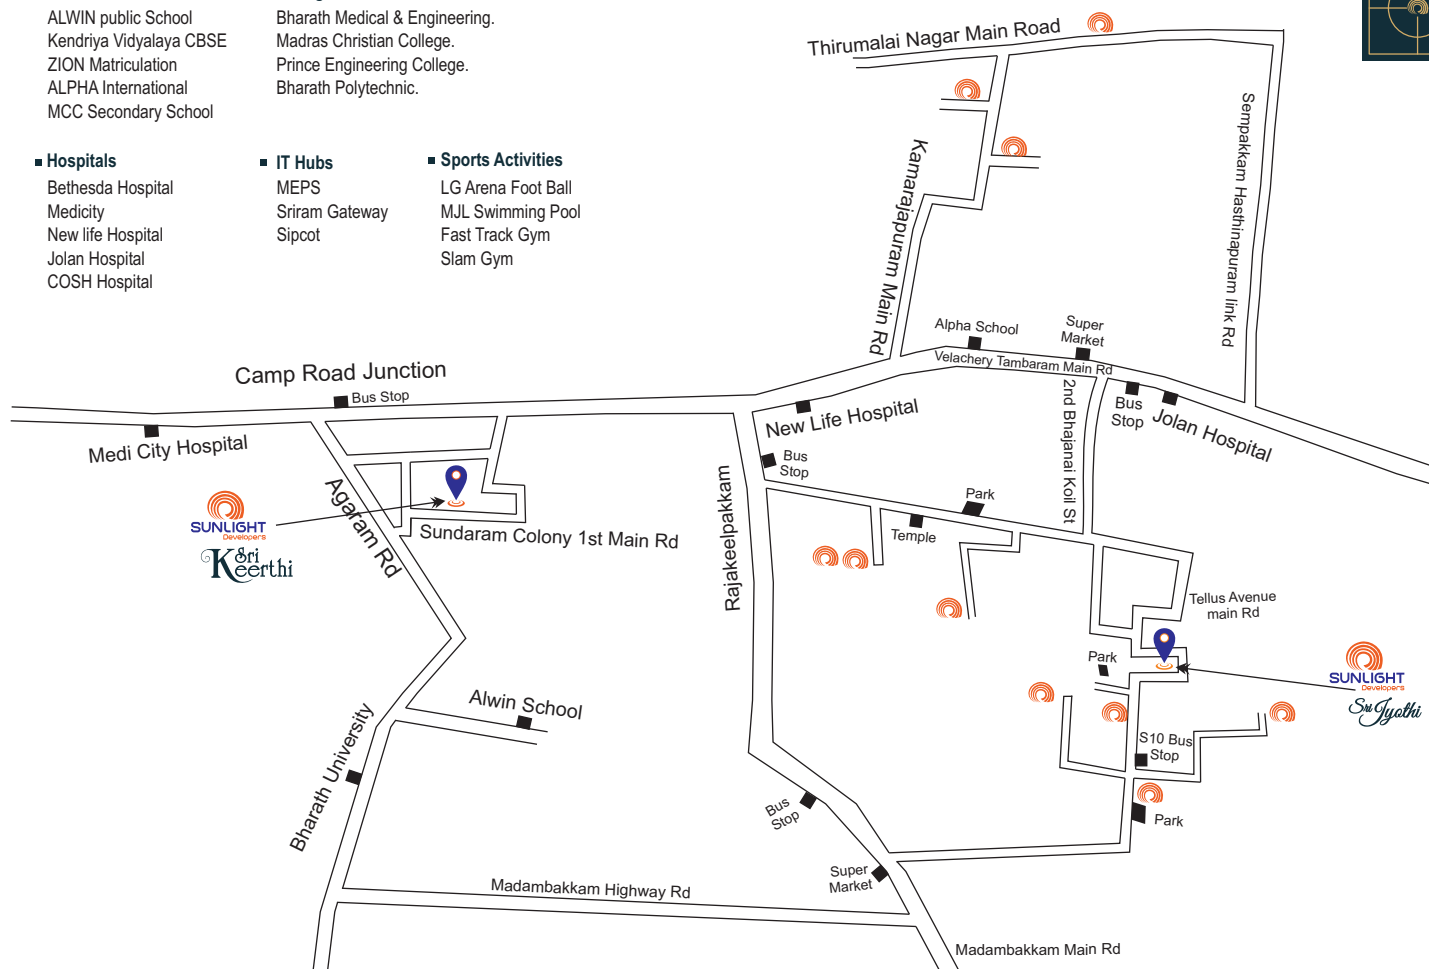 ALWIN public School
Kendriya Vidyalaya CBSE
ZION Matriculation
ALPHA International
MCC Secondary School
Bharath Medical & Engineering.
Madras Christian College.
Prince Engineering College.
Bharath Polytechnic.
Hospitals
Bethesda Hospital
Medicity
New life Hospital
Jolan Hospital
COSH Hospital
IT Hubs
MEPS
Sriram Gateway
Sipcot
Sports Activities
LG Arena Foot Ball
MJL Swimming Pool
Fast Track Gym
Slam Gym
Thirumalai Nagar Main Road
Kamarajapuram Main Rd
Sempakkam Hasthinapuram link Rd
Alpha School
Super
Market
Velachery Tambaram Main Rd
Camp Road Junction
Bus Stop
Medi City Hospital
New Life Hospital
2nd Bhajanai Koil St
Bus
Stop
Jolan Hospital
Bus
Stop
Rajakeelpakkam
Park
Temple
SUNLIGHT
Developers
Sri
Keerthi
Agaram Rd
Sundaram Colony 1st Main Rd
Tellus Avenue
main Rd
Park
SUNLIGHT
Developers
Sri Jyothi
Alwin School
Bharath University
S10 Bus
Stop
Bus
Stop
Park
Super
Market
Madambakkam Highway Rd
Madambakkam Main Rd